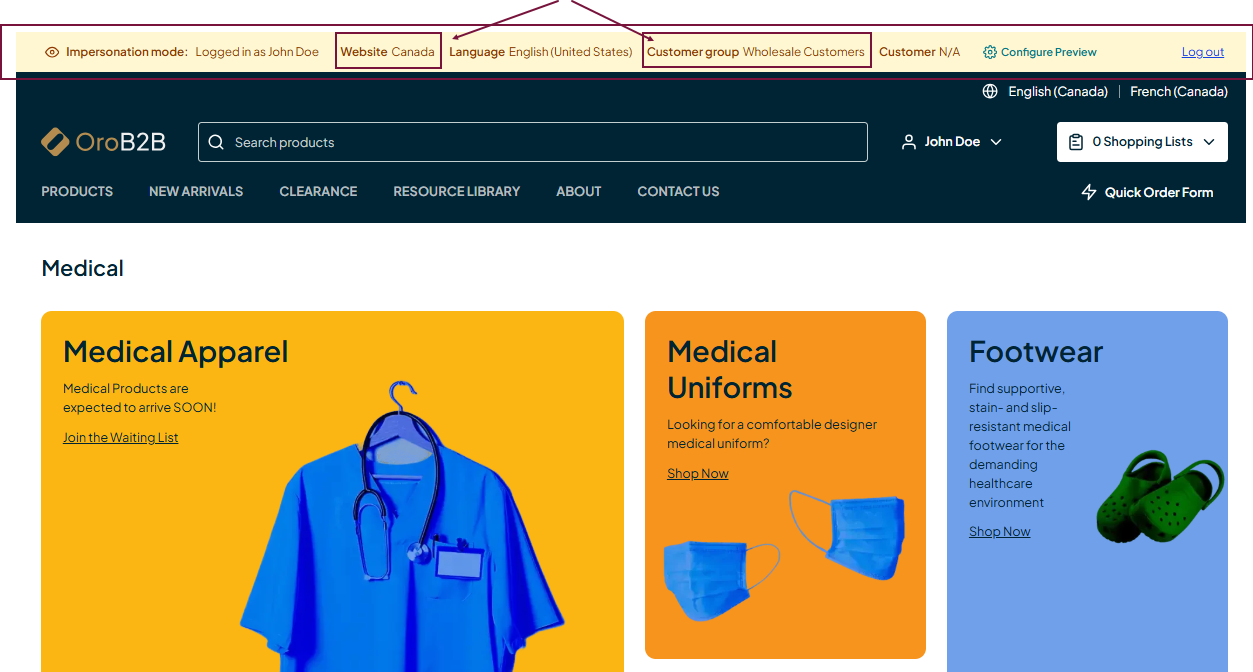 Impersonation mode: Logged in as John Doe Website Canada Language English (United States) Customer group Wholesale Customers Customer N/A Configure Preview Log out
English (Canada) | French (Canada)
OroB2B Search products John Doe 0 Shopping Lists
PRODUCTS NEW ARRIVALS CLEARANCE RESOURCE LIBRARY ABOUT CONTACT US Quick Order Form
Medical
Medical Apparel
Medical Products are
expected to arrive SOON!
Join the Waiting List
Medical
Uniforms
Looking for a comfortable designer
medical uniform?
Shop Now
Footwear
Find supportive,
stain- and slip-
resistant medical
footwear for the
demanding
healthcare
environment
Shop Now